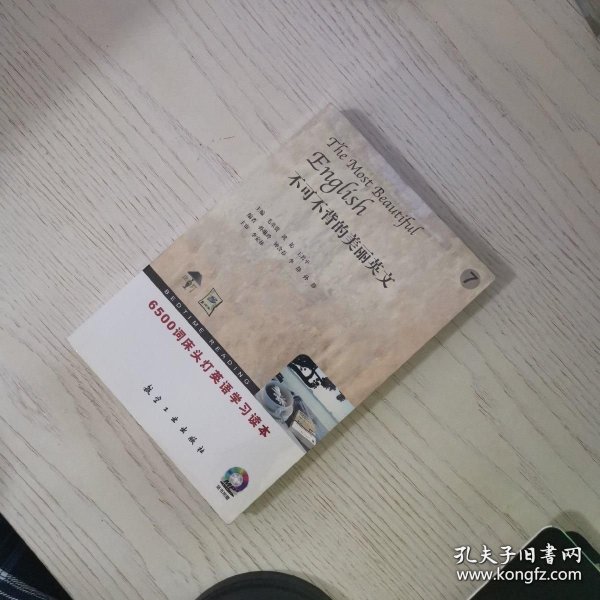 The Most Beautiful
English
不可不背的美丽英文
7
BEDTIME READING
6500词床头灯英语学习读本
航空工业出版社
孔夫子旧书网
www.kongfz.com